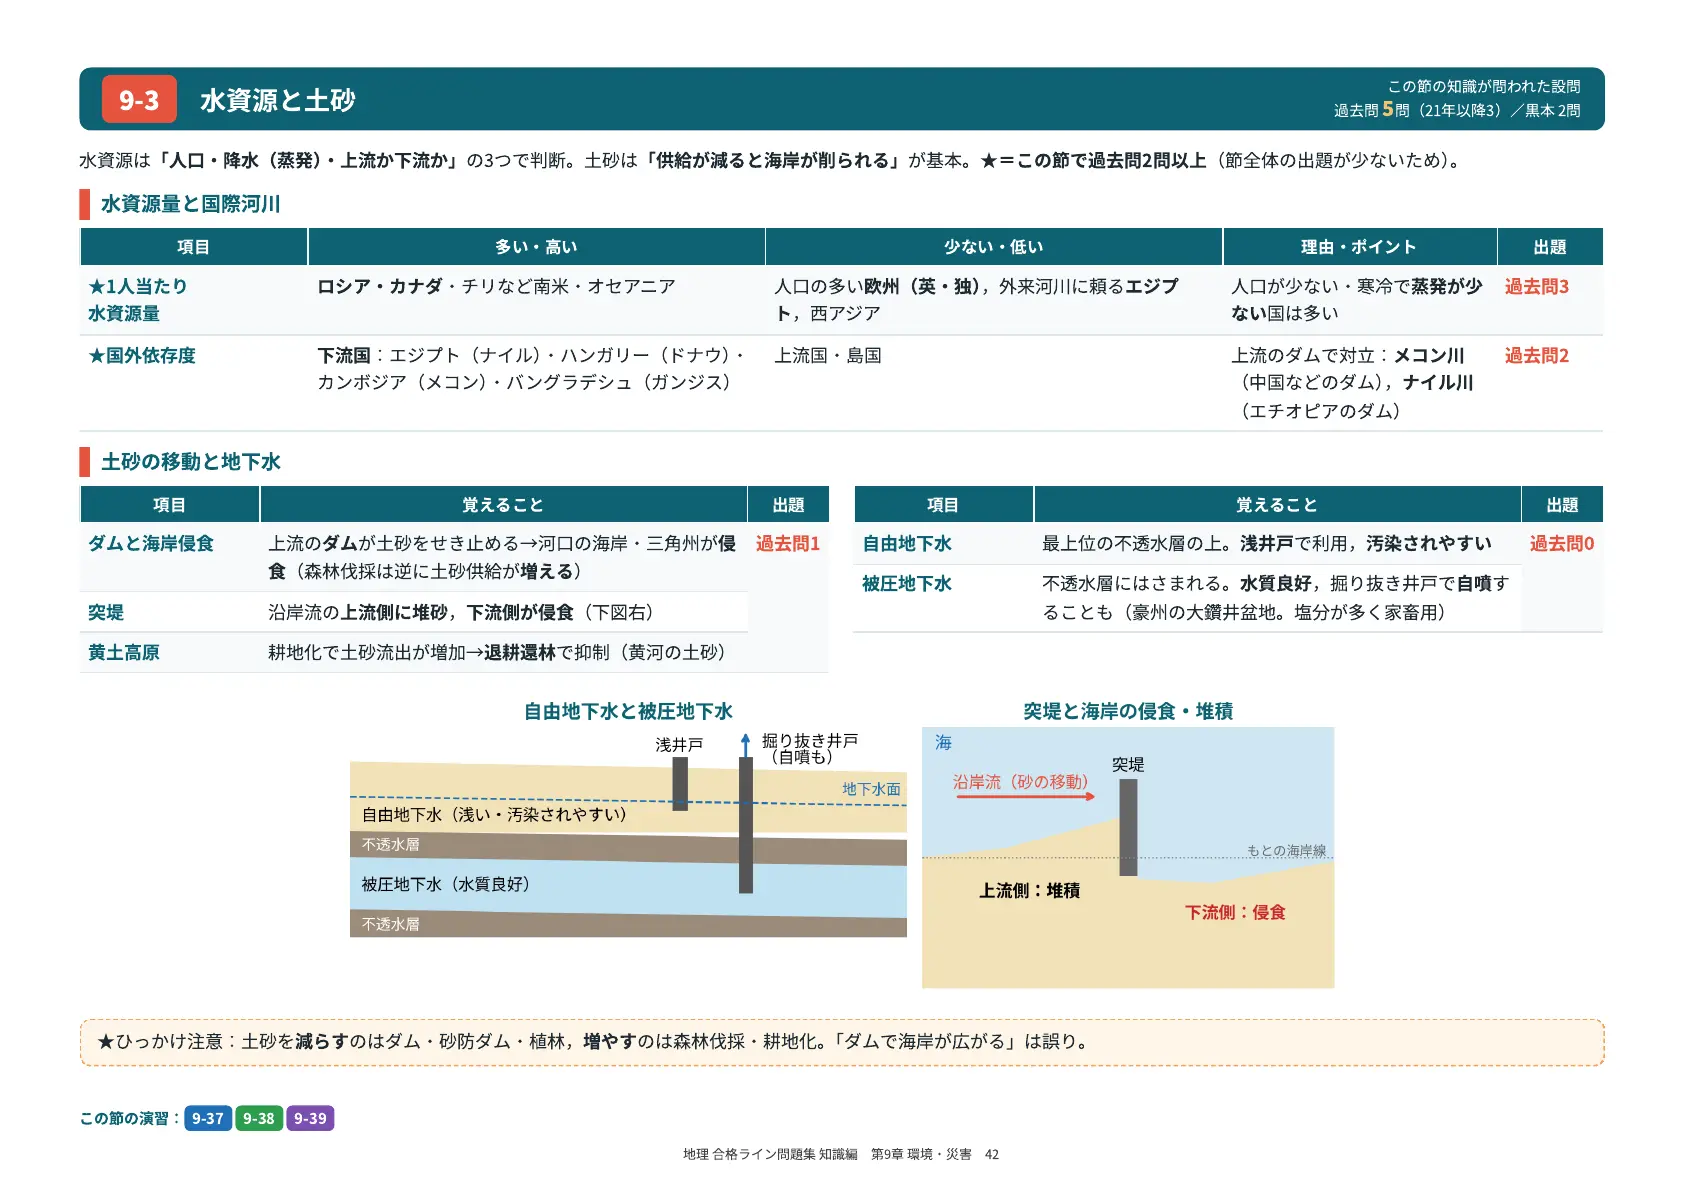 9-3 水資源と土砂
この節の知識が問われた設問
過去問5問（21年以降3）／黒本2問
水資源は「人口・降水（蒸発）・上流か下流か」の3つで判断。土砂は「供給が減ると海岸が削られる」が基本。★＝この節で過去問2問以上（節全体の出題が少ないため）。
水資源量と国際河川
項目 多い・高い 少ない・低い 理由・ポイント 出題
★1人当たり ロシア・カナダ・チリなど南米・オセアニア 人口の多い欧州（英・独），外来河川に頼るエジプ 人口が少ない・寒冷で蒸発が少 過去問3
水資源量 ト，西アジア ない国は多い
★国外依存度 下流国：エジプト（ナイル）・ハンガリー（ドナウ）・ 上流国・島国 上流のダムで対立：メコン川 過去問2
カンボジア（メコン）・バングラデシュ（ガンジス） （中国などのダム），ナイル川
（エチオピアのダム）
土砂の移動と地下水
項目 覚えること 出題
ダムと海岸侵食 上流のダムが土砂をせき止める→河口の海岸・三角州が侵 過去問1
食（森林伐採は逆に土砂供給が増える）
突堤 沿岸流の上流側に堆砂，下流側が侵食（下図右）
黄土高原 耕地化で土砂流出が増加→退耕還林で抑制（黄河の土砂）
項目 覚えること 出題
自由地下水 最上位の不透水層の上。浅井戸で利用，汚染されやすい 過去問0
被圧地下水 不透水層にはさまれる。水質良好，掘り抜き井戸で自噴す
ることも（豪州の大鑽井盆地。塩分が多く家畜用）
自由地下水と被圧地下水
浅井戸
掘り抜き井戸
（自噴も）
地下水面
自由地下水（浅い・汚染されやすい）
不透水層
被圧地下水（水質良好）
不透水層
突堤と海岸の侵食・堆積
海
突堤
沿岸流（砂の移動）
もとの海岸線
上流側：堆積
下流側：侵食
★ひっかけ注意：土砂を減らすのはダム・砂防ダム・植林，増やすのは森林伐採・耕地化。「ダムで海岸が広がる」は誤り。
この節の演習： 9-37 9-38 9-39
地理 合格ライン問題集 知識編 第9章 環境・災害 42